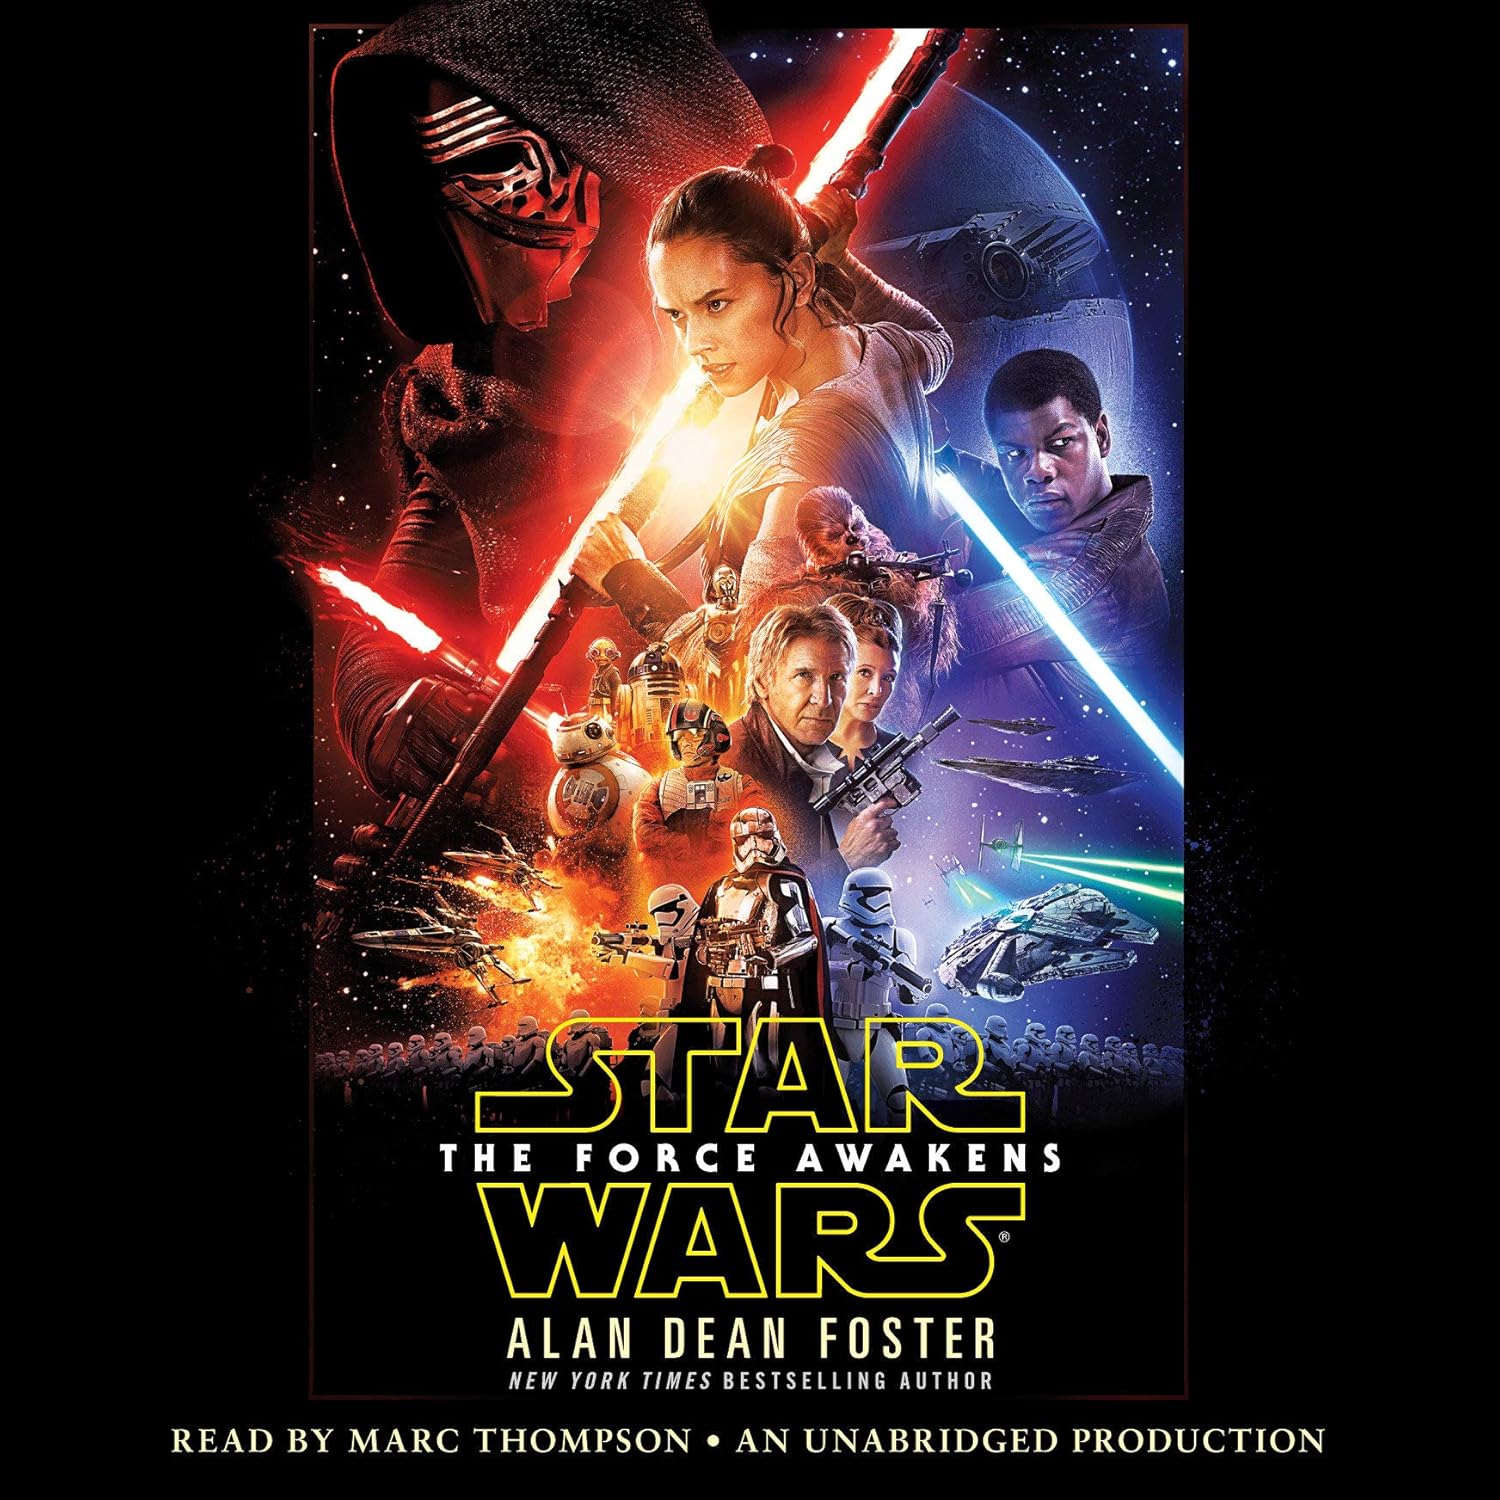 STAR
THE FORCE AWAKENS
WARS®
ALAN DEAN FOSTER
NEW YORK TIMES BESTSELLING AUTHOR
READ BY MARC THOMPSON • AN UNABRIDGED PRODUCTION